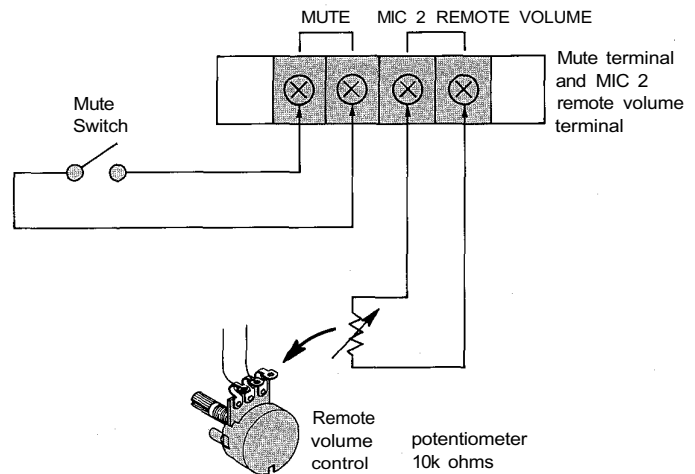 MUTE MIC 2 REMOTE VOLUME
Mute terminal
and MIC 2
remote volume
terminal
Mute
Switch
Remote
volume
control
potentiometer
10k ohms